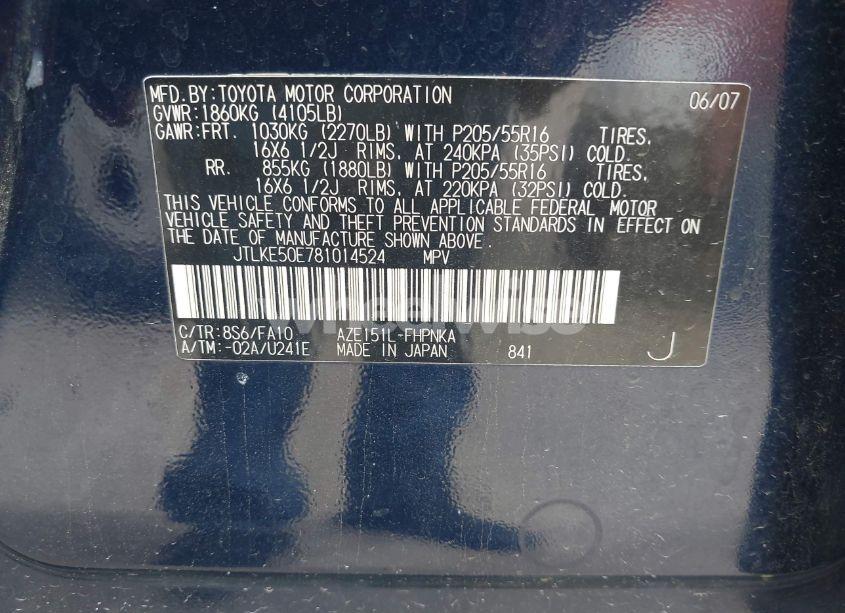 MFD.BY:TOYOTA MOTOR CORPORATION 06/07
GVWR:1860KG (4105LB)
GAWR:FRT. 1030KG (2270LB) WITH P205/55R16 TIRES,
16X6 1/2J RIMS, AT 240KPA (35PSI) COLD.
RR. 855KG (1880LB) WITH P205/55R16 TIRES,
16X6 1/2J RIMS, AT 220KPA (32PSI) COLD.
THIS VEHICLE CONFORMS TO ALL APPLICABLE FEDERAL MOTOR
VEHICLE SAFETY AND THEFT PREVENTION STANDARDS IN EFFECT ON
THE DATE OF MANUFACTURE SHOWN ABOVE.
JTLKE50E781014524 MPV
C/TR:8S6/FA10 AZE151L-FHPNKA
A/TM:-02A/U241E MADE IN JAPAN 841 J